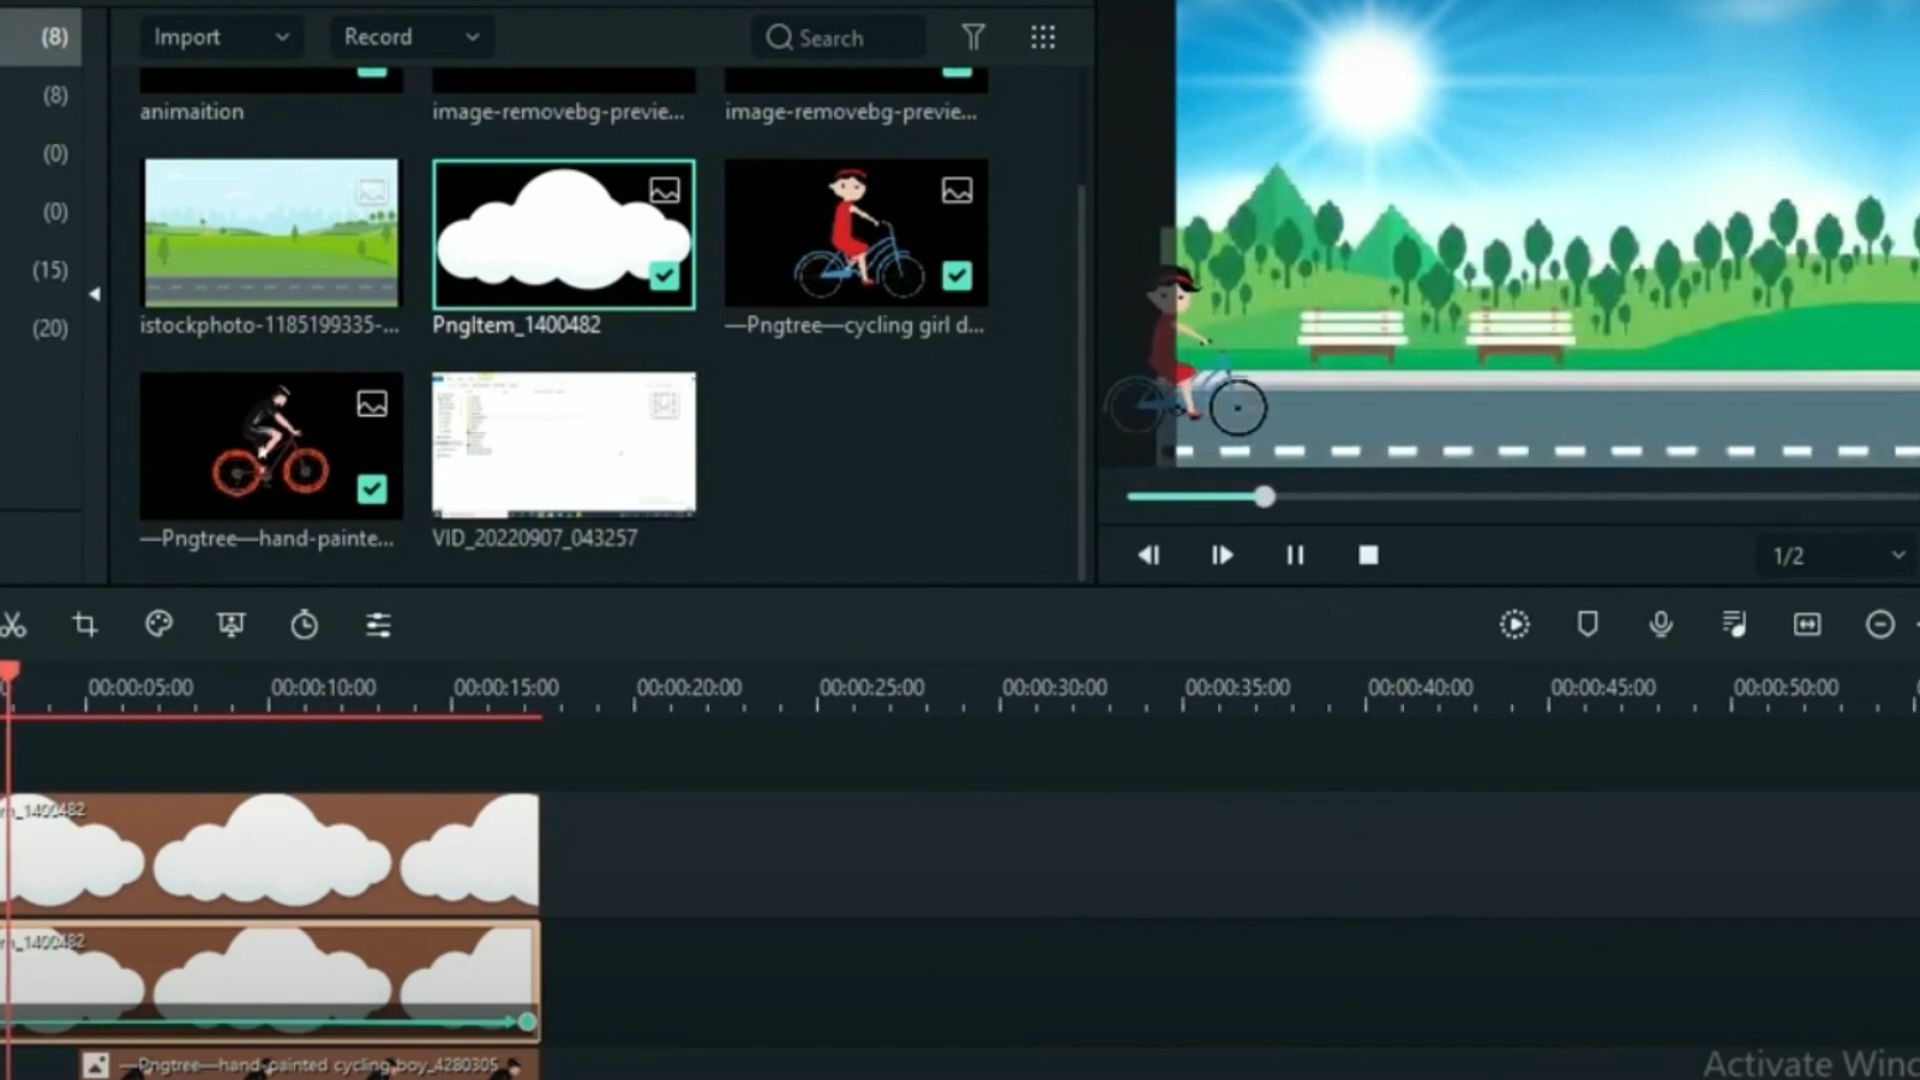 (8)
Import
Record
Search
(8)
animaition
image-removebg-previe...
image-removebg-previe...
(0)
(0)
(15)
(20)
istockphoto-1185199335-...
PngItem_1400482
—Pngtree—cycling girl d...
—Pngtree—hand-painte...
VID_20220907_043257
1/2
00:00:05:00
00:00:10:00
00:00:15:00
00:00:20:00
00:00:25:00
00:00:30:00
00:00:35:00
00:00:40:00
00:00:45:00
00:00:50:00
m_1400482
m_1400482
—Pngtree—hand-painted cycling boy_4280305
Activate Wind